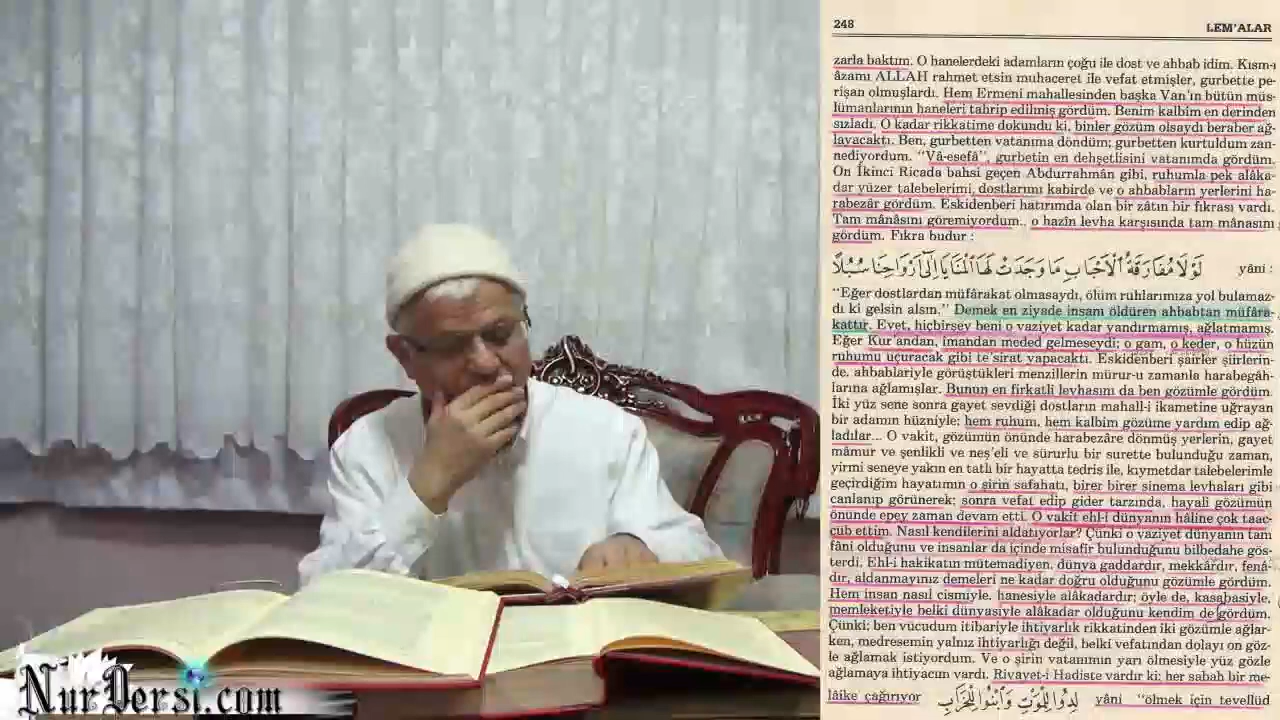 248
LEM'ALAR
zarla baktım. O hanelerdeki adamların çoğu ile dost ve ahbab idim. Kısm-ı
âzamı ALLAH rahmet etsin muhaceret ile vefat etmişler, gurbette pe-
rişan olmuşlardı. Hem Ermeni mahallesinden başka Van'ın bütün müs-
lümanlarının haneleri tahrip edilmiş gördüm. Benim kalbim en derinden
sızladı. O kadar rikkatime dokundu ki, binler gözüm olsaydı beraber ağ-
layacaktı. Ben, gurbetten vatanıma döndüm; gurbetten kurtuldum zan-
nediyordum. "Vâ-esefâ", gurbetin en dehşetlisini vatanımda gördüm.
On İkinci Ricada bahsi geçen Abdurrahmân gibi, ruhumla pek alâka-
dar yüzer talebelerimi, dostlarımı kabirde ve o ahbabların yerlerini ha-
rabezâr gördüm. Eskidenberi hatırımda olan bir zâtın bir fıkrası vardı.
Tam mânâsını göremiyordum.. o hazîn levha karşısında tam mânasını
gördüm. Fıkra budur :
لَوْلَا مُفَارَقَةُ الْاَحْبَابِ مَا وَجَدَتْ لَهَا الْمَنَايَا اِلٰى اَرْوَاحِنَا سُبُلًا yâni :
"Eğer dostlardan müfârakat olmasaydı, ölüm ruhlarımıza yol bulamaz-
dı ki gelsin alsın." Demek en ziyade insanı öldüren ahbabtan müfâra-
kattır. Evet, hiçbirşey beni o vaziyet kadar yandırmamış, ağlatmamış.
Eğer Kur'andan, imandan meded gelmeseydi; o gam, o keder, o hüzün
ruhumu uçuracak gibi te'sirat yapacaktı. Eskidenberi şairler şiirlerin-
de, ahbablariyle görüştükleri menzillerin mürur-u zamanla harabegâh-
larına ağlamışlar. Bunun en firkatli levhasını da ben gözümle gördüm.
İki yüz sene sonra gayet sevdiği dostların mahall-i ikametine uğrayan
bir adamın hüzniyle; hem ruhum, hem kalbim gözüme yardım edip ağ-
ladılar... O vakit, gözümün önünde harabezâre dönmüş yerlerin, gayet
mâmur ve şenlikli ve neş'eli ve sürurlu bir surette bulunduğu zaman,
yirmi seneye yakın en tatlı bir hayatta tedris ile, kıymetdar talebelerimle
geçirdiğim hayatımın o şirin safahatı, birer birer sinema levhaları gibi
canlanıp görünerek; sonra vefat edip gider tarzında, hayali gözümün
önünde epey zaman devam etti. O vakit ehl-i dünyanın hâline çok taac-
cüb ettim. Nasıl kendilerini aldatıyorlar? Çünki o vaziyet dünyanın tam
fâni olduğunu ve insanlar da içinde misafir bulunduğunu bilbedahe gös-
terdi. Ehl-i hakikatın mütemadiyen, dünya gaddardır, mekkârdır, fenâ-
dır, aldanmayınız demeleri ne kadar doğru olduğunu gözümle gördüm.
Hem insan nasıl cismiyle, hanesiyle alâkadardır; öyle de, kasabasiyle,
memleketiyle belki dünyasiyle alâkadar olduğunu kendim de gördüm.
Çünki; ben vücudum itibariyle ihtiyarlık rikkatinden iki gözümle ağlar-
ken, medresemin yalnız ihtiyarlığı değil, belki vefatından dolayı on göz-
le ağlamak istiyordum. Ve o şirin vatanımın yarı ölmesiyle yüz gözle
ağlamaya ihtiyacım vardı. Rivayet-i Hadiste vardır ki; her sabah bir me-
lâike çağırıyor لِدُوا لِلْمَوْتِ وَابْنُوا لِلْخَرَابِ yâni "ölmek için tevellüd
NurDersi.com